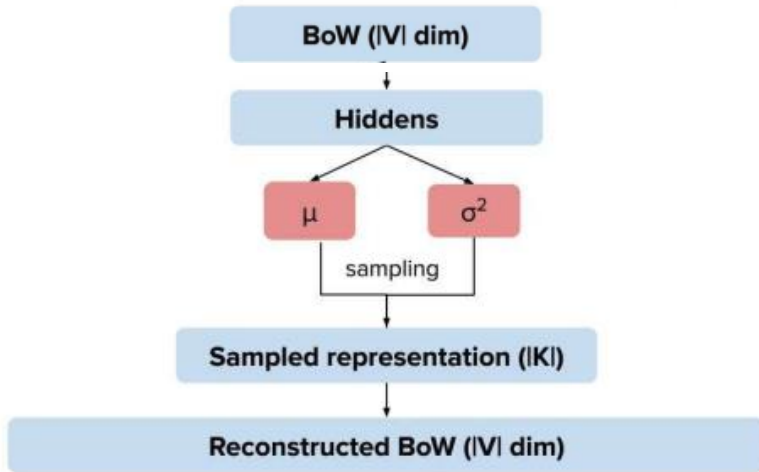 BoW (|V| dim)
Hiddens
μ
σ²
sampling
Sampled representation (|K|)
Reconstructed BoW (|V| dim)